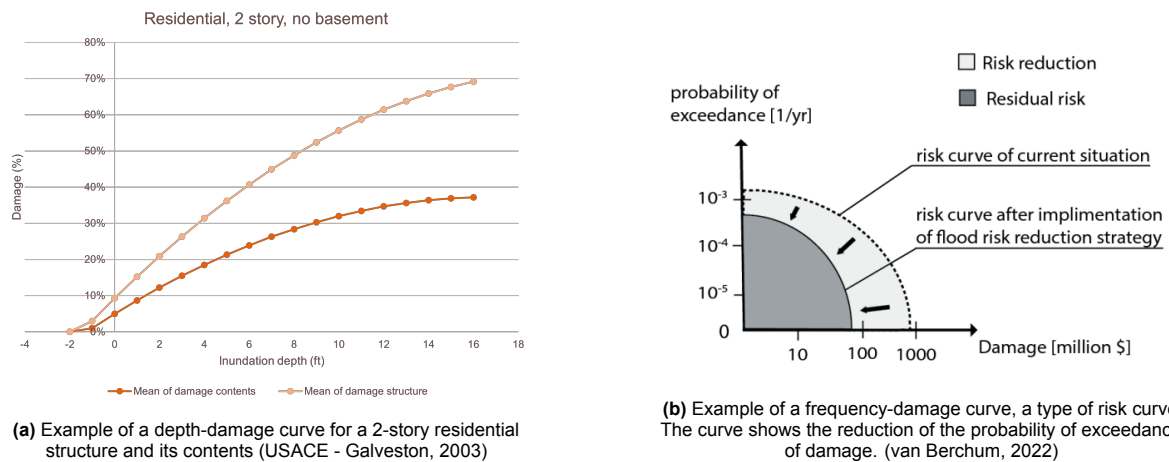 Residential, 2 story, no basement
80%
70%
60%
50%
40%
30%
20%
10%
0%
Damage (%)
-4 -2 0 2 4 6 8 10 12 14 16 18
Inundation depth (ft)
Mean of damage contents Mean of damage structure
(a) Example of a depth-damage curve for a 2-story residential
structure and its contents (USACE - Galveston, 2003)
Risk reduction
Residual risk
probability of
exceedance [1/yr]
risk curve of current situation
risk curve after implimentation
of flood risk reduction strategy
10⁻³
10⁻⁴
10⁻⁵
0
10 100 1000 Damage [million $]
(b) Example of a frequency-damage curve, a type of risk curve
The curve shows the reduction of the probability of exceedanc
of damage. (van Berchum, 2022)